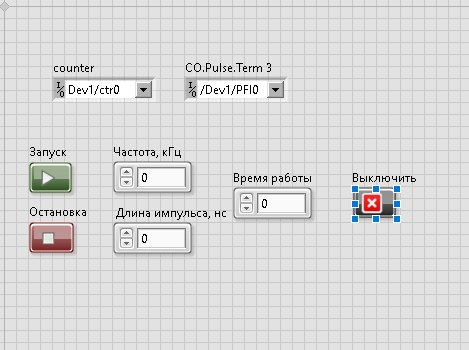 counter
CO.Pulse.Term 3
Dev1/ctr0
/Dev1/PFI0
Запуск
Частота, кГц
0
Время работы
0
Выключить
Остановка
Длина импульса, нс
0